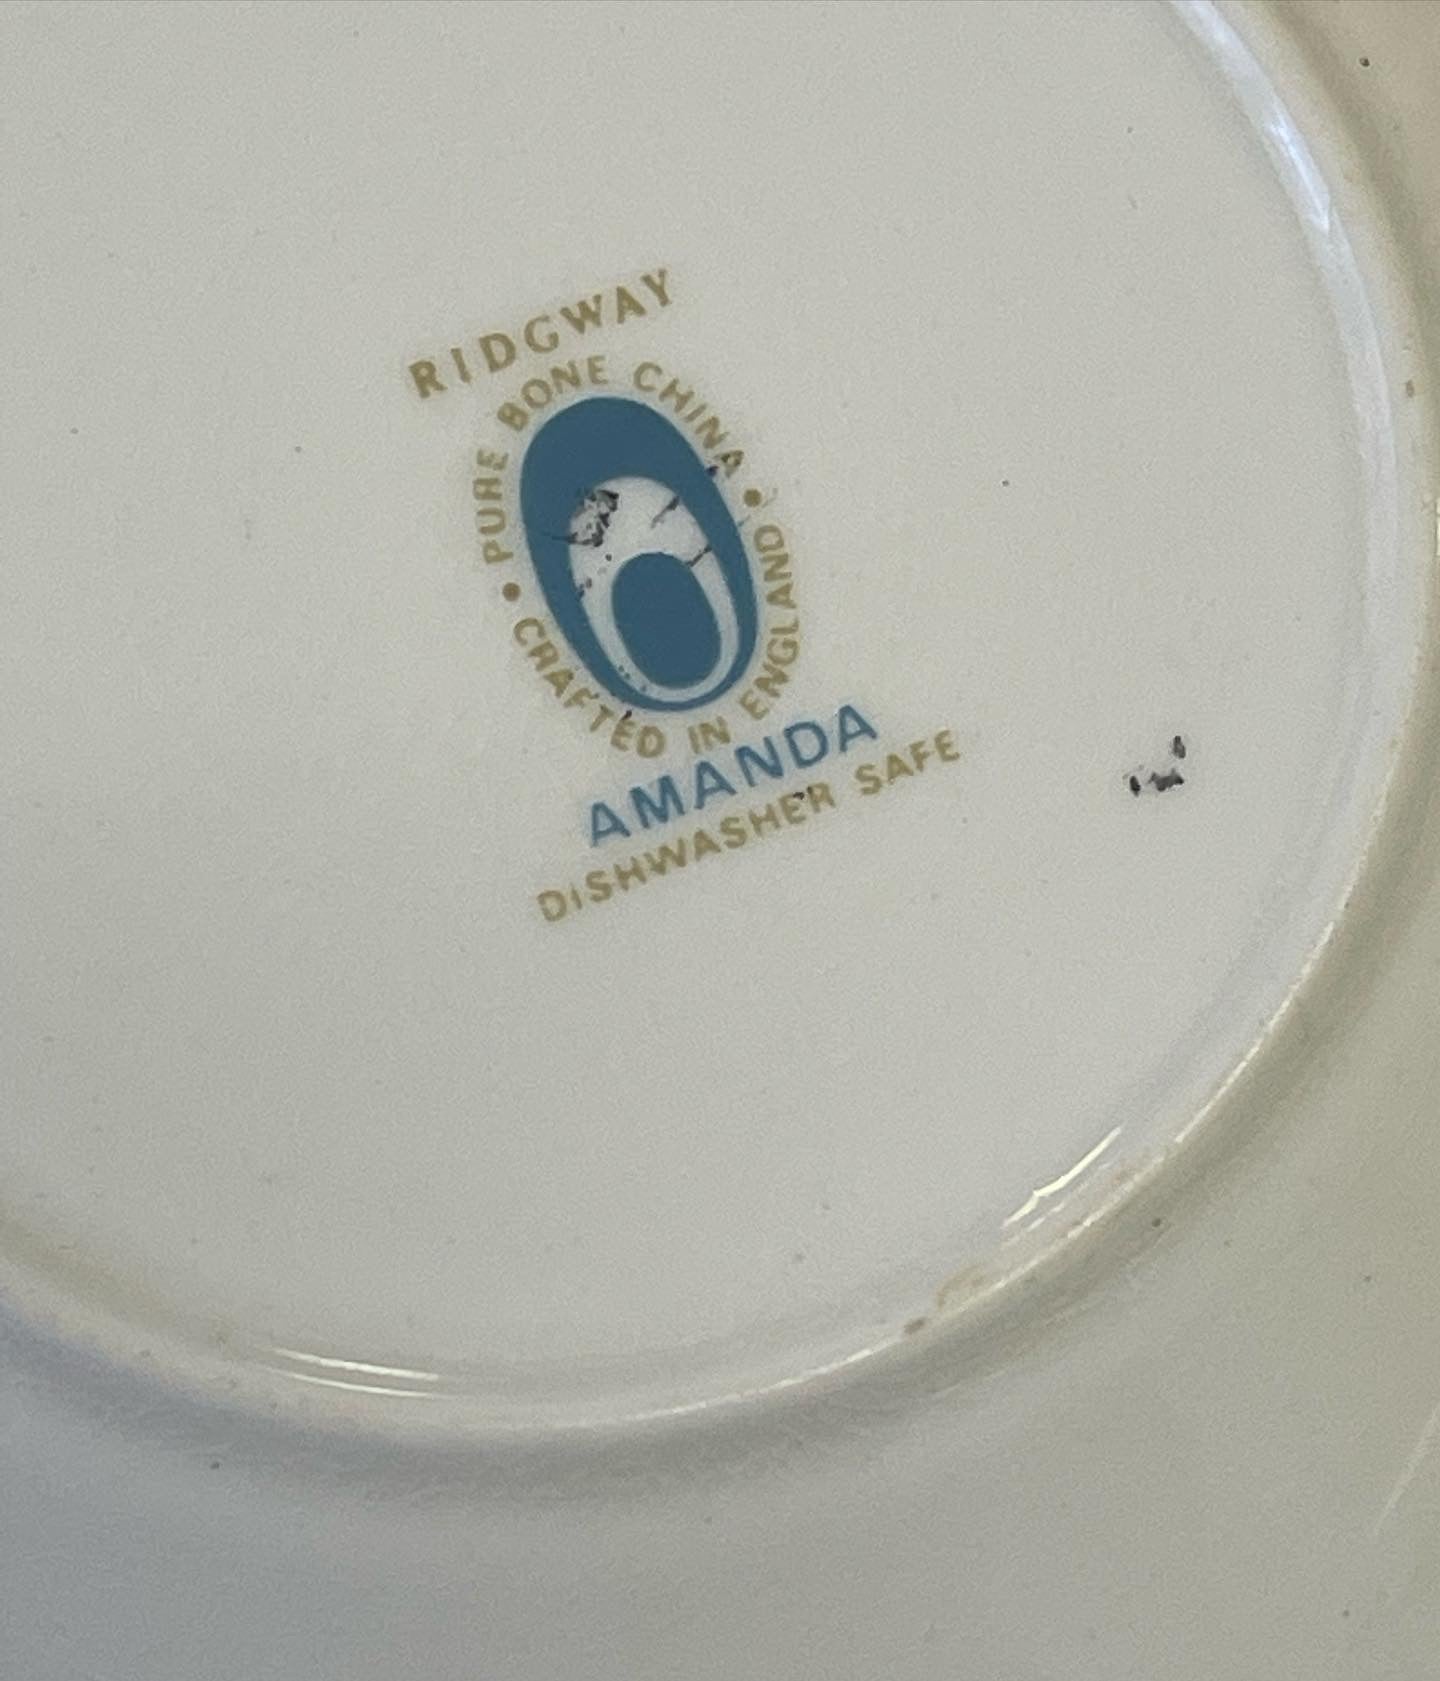 RIDGWAY
• PURE BONE CHINA •
CRAFTED IN ENGLAND
AMANDA
DISHWASHER SAFE